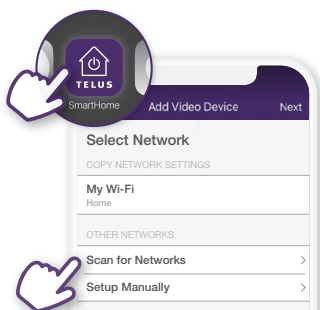 TELUS
SmartHome
Add Video Device Next
Select Network
COPY NETWORK SETTINGS
My Wi-Fi
Home
OTHER NETWORKS
Scan for Networks
Setup Manually